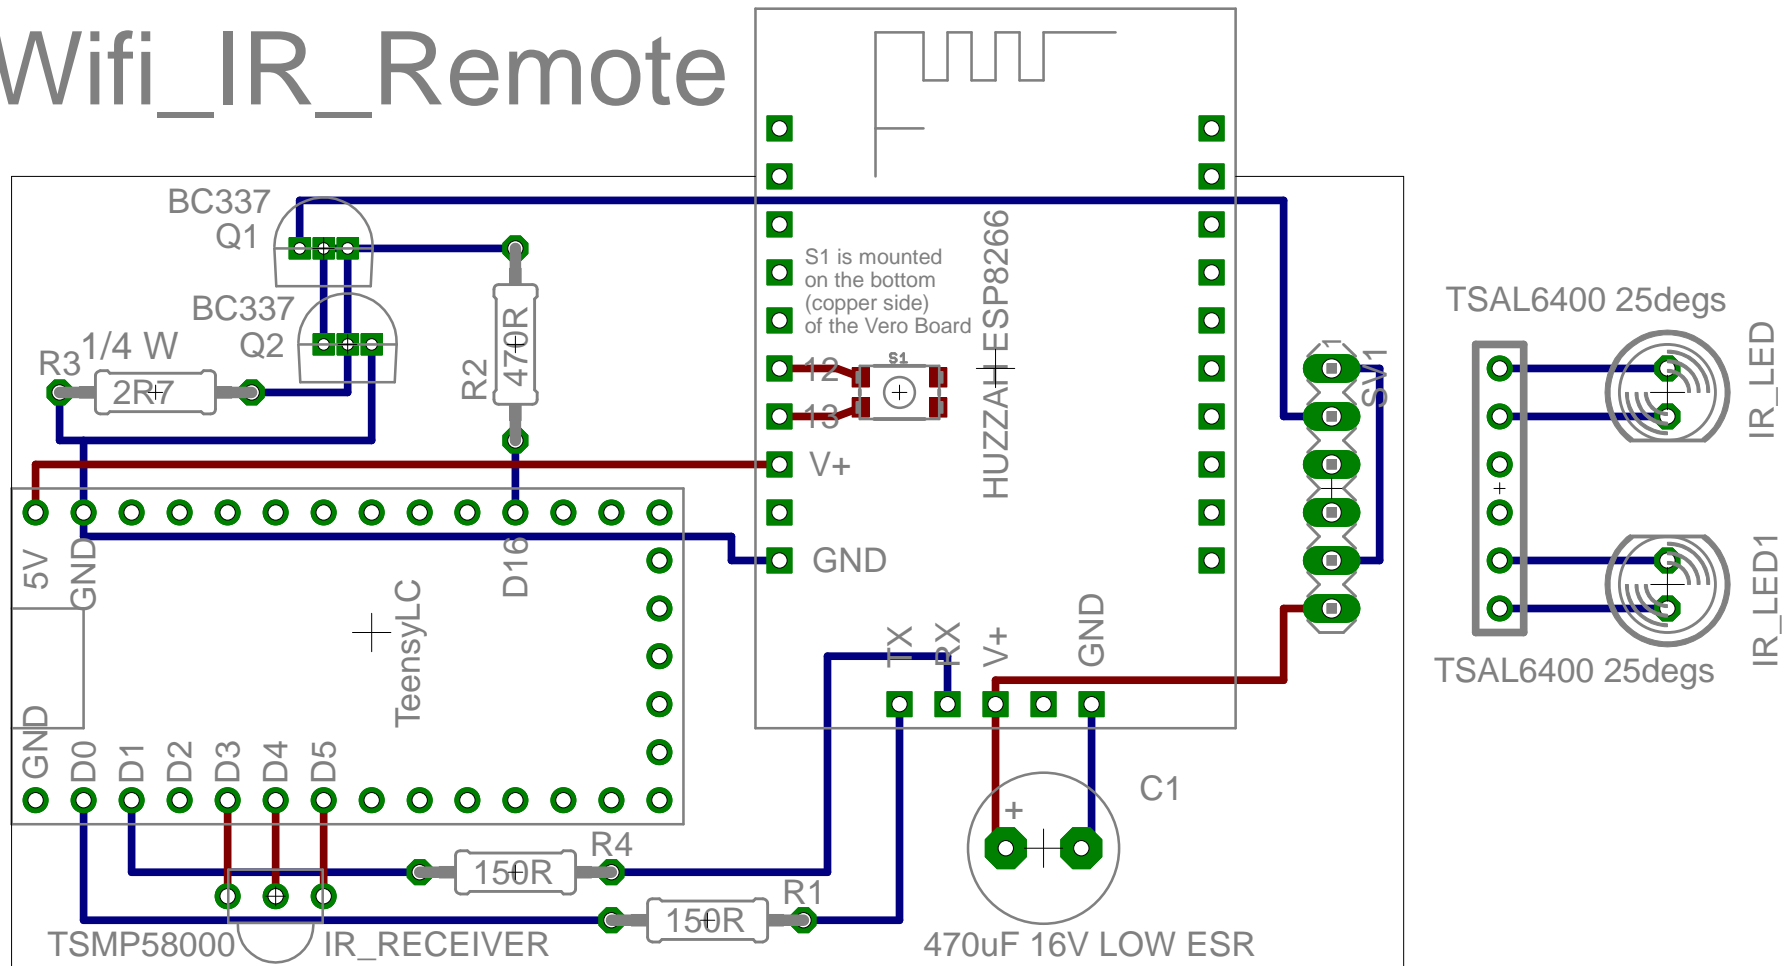 Wifi_IR_Remote
BC337
Q1
BC337
Q2
1/4 W
R3
2R7
R2
470R
S1 is mounted
on the bottom
(copper side)
of the Vero Board
S1
12
13
V+
GND
HUZZAH ESP8266
1
SV1
TSAL6400 25degs
IR_LED
IR_LED1
TSAL6400 25degs
5V
GND
D16
TeensyLC
GND
D0
D1
D2
D3
D4
D5
TX
RX
V+
GND
C1
+
470uF 16V LOW ESR
R4
150R
R1
150R
TSMP58000
IR_RECEIVER